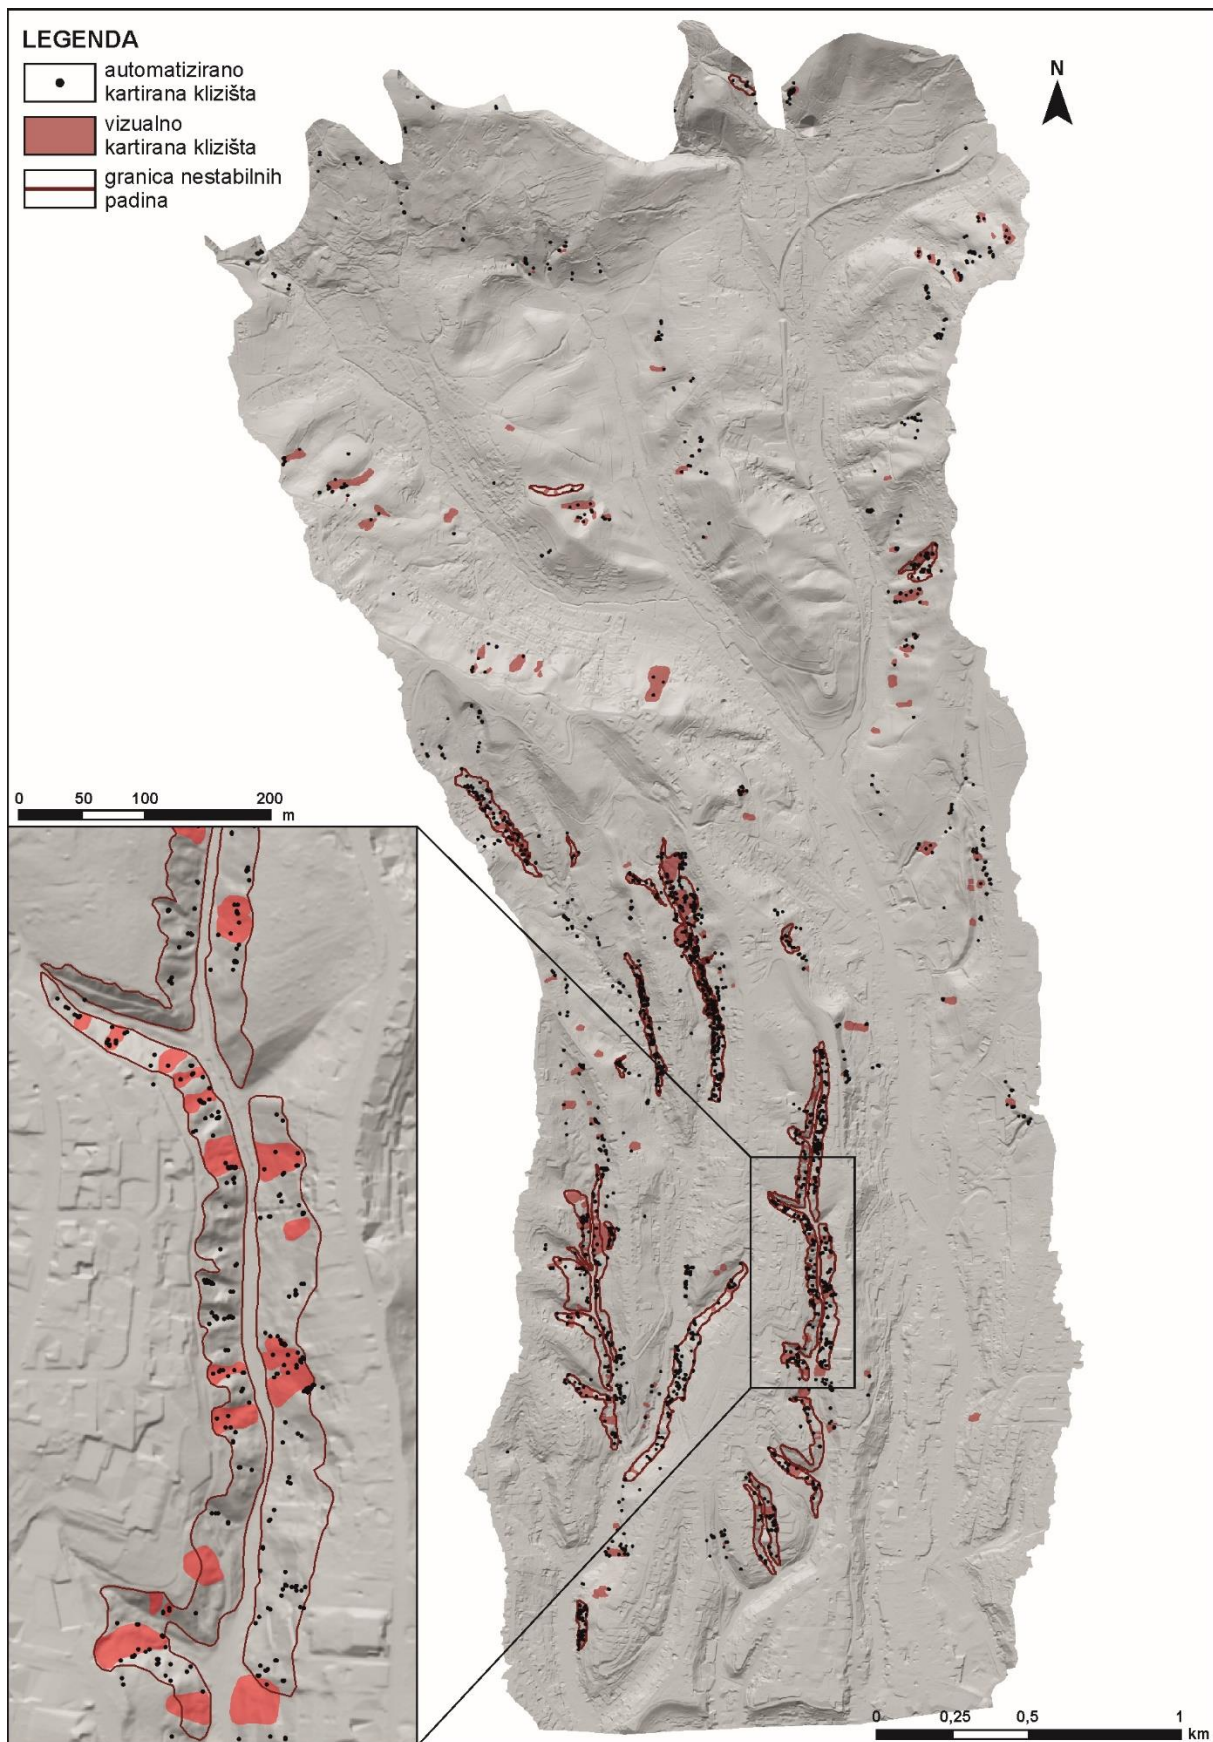 LEGENDA
automatizirano
kartirana klizišta
vizualno
kartirana klizišta
granica nestabilnih
padina
N
0 50 100 200
m
0 0,25 0,5 1
km